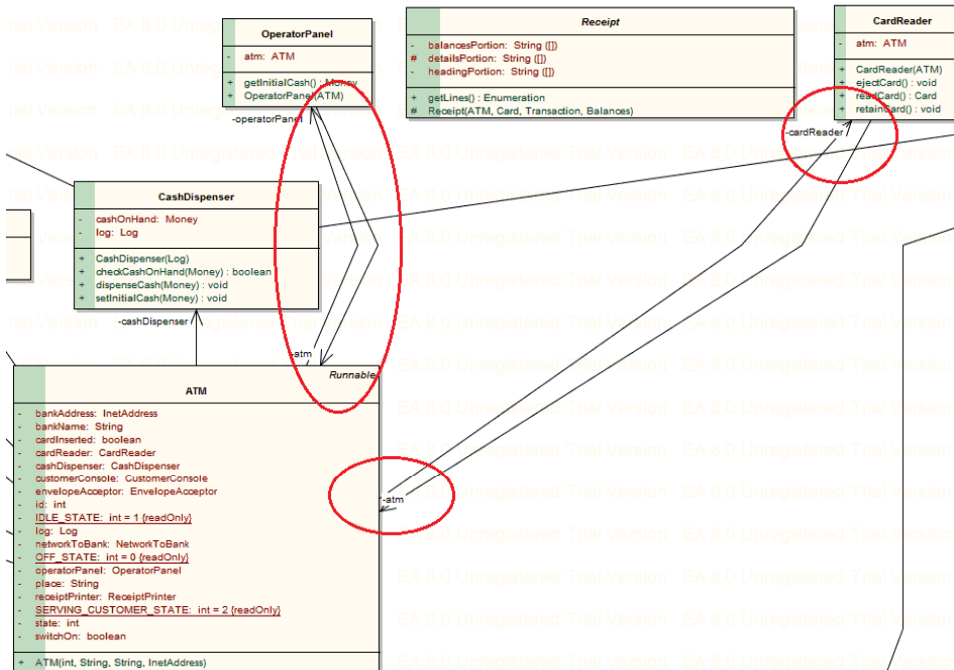 OperatorPanel
- atm: ATM
+ getInitialCash() : Money
+ OperatorPanel(ATM)
-operatorPanel
Receipt
- balancesPortion: String ([])
# detailsPortion: String ([])
- headingPortion: String ([])
+ getLines() : Enumeration
# Receipt(ATM, Card, Transaction, Balances)
CardReader
- atm: ATM
+ CardReader(ATM)
+ ejectCard() : void
+ readCard() : Card
+ retainCard() : void
-cardReader
CashDispenser
- cashOnHand: Money
- log: Log
+ CashDispenser(Log)
+ checkCashOnHand(Money) : boolean
+ dispenseCash(Money) : void
+ setInitialCash(Money) : void
-cashDispenser
-atm
Runnable
ATM
- bankAddress: InetAddress
- bankName: String
- cardInserted: boolean
- cardReader: CardReader
- cashDispenser: CashDispenser
- customerConsole: CustomerConsole
- envelopeAcceptor: EnvelopeAcceptor
- id: int
- IDLE_STATE: int = 1 {readOnly}
- log: Log
- networkToBank: NetworkToBank
- OFF_STATE: int = 0 {readOnly}
- operatorPanel: OperatorPanel
- place: String
- receiptPrinter: ReceiptPrinter
- SERVING_CUSTOMER_STATE: int = 2 {readOnly}
- state: int
- switchOn: boolean
+ ATM(int, String, String, InetAddress)
-atm
EA 8.0 Unregistered Trial Version